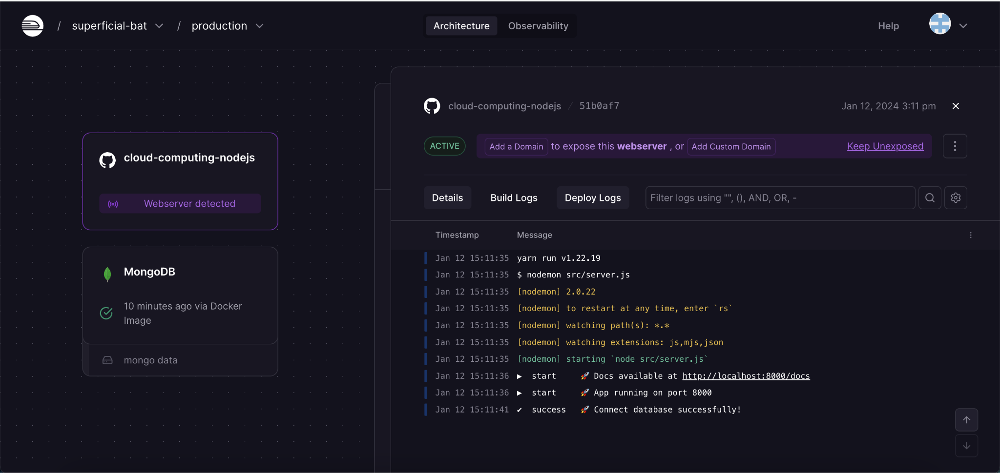 / superficial-bat / production
Architecture Observability
Help
cloud-computing-nodejs
Webserver detected
MongoDB
10 minutes ago via Docker
Image
mongo data
cloud-computing-nodejs / 51b0af7
Jan 12, 2024 3:11 pm
ACTIVE
Add a Domain to expose this webserver , or Add Custom Domain
Keep Unexposed
Details Build Logs Deploy Logs
Filter logs using "", (), AND, OR, -
Timestamp Message
Jan 12 15:11:35 yarn run v1.22.19
Jan 12 15:11:35 $ nodemon src/server.js
Jan 12 15:11:35 [nodemon] 2.0.22
Jan 12 15:11:35 [nodemon] to restart at any time, enter `rs`
Jan 12 15:11:35 [nodemon] watching path(s): *.*
Jan 12 15:11:35 [nodemon] watching extensions: js,mjs,json
Jan 12 15:11:35 [nodemon] starting `node src/server.js`
Jan 12 15:11:36 ▶ start 🚀 Docs available at http://localhost:8000/docs
Jan 12 15:11:36 ▶ start 🚀 App running on port 8000
Jan 12 15:11:41 ✔ success 🚀 Connect database successfully!